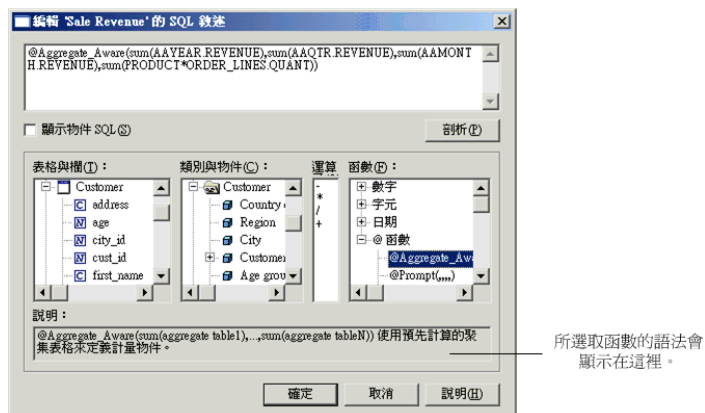 編輯 'Sale Revenue' 的 SQL 敘述
@Aggregate_Aware(sum(AAYEAR.REVENUE),sum(AAQTR.REVENUE),sum(AAMONT
H.REVENUE),sum(PRODUCT*ORDER_LINES.QUANT))
顯示物件 SQL(S)
剖析(P)
表格與欄(T)： 類別與物件(C)： 運算 函數(F)：
Customer
C address
N age
N city_id
N cust_id
C first_name
Customer
Country
Region
City
Customer
Age grou
-
*
/
+
數字
字元
日期
@ 函數
@Aggregate_Aw
@Prompt(,,,,)
說明：
@Aggregate_Aware(sum(aggregate table1),...,sum(aggregate tableN)) 使用預先計算的聚
集表格來定義計量物件。
所選取函數的語法會
顯示在這裡。
確定 取消 說明(H)